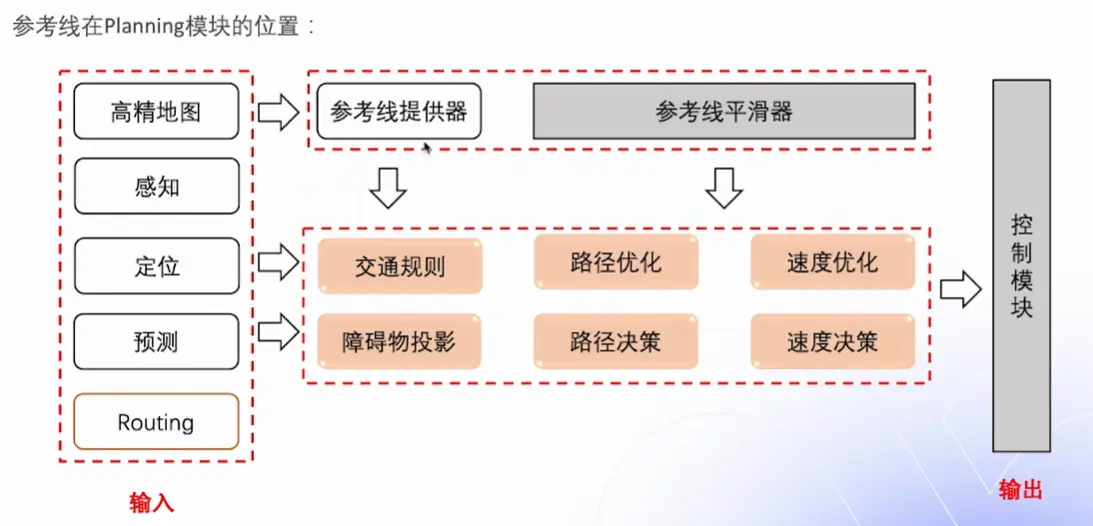 参考线在Planning模块的位置：
高精地图
参考线提供器
参考线平滑器
感知
定位
交通规则
路径优化
速度优化
预测
障碍物投影
路径决策
速度决策
Routing
控制模块
输入
输出